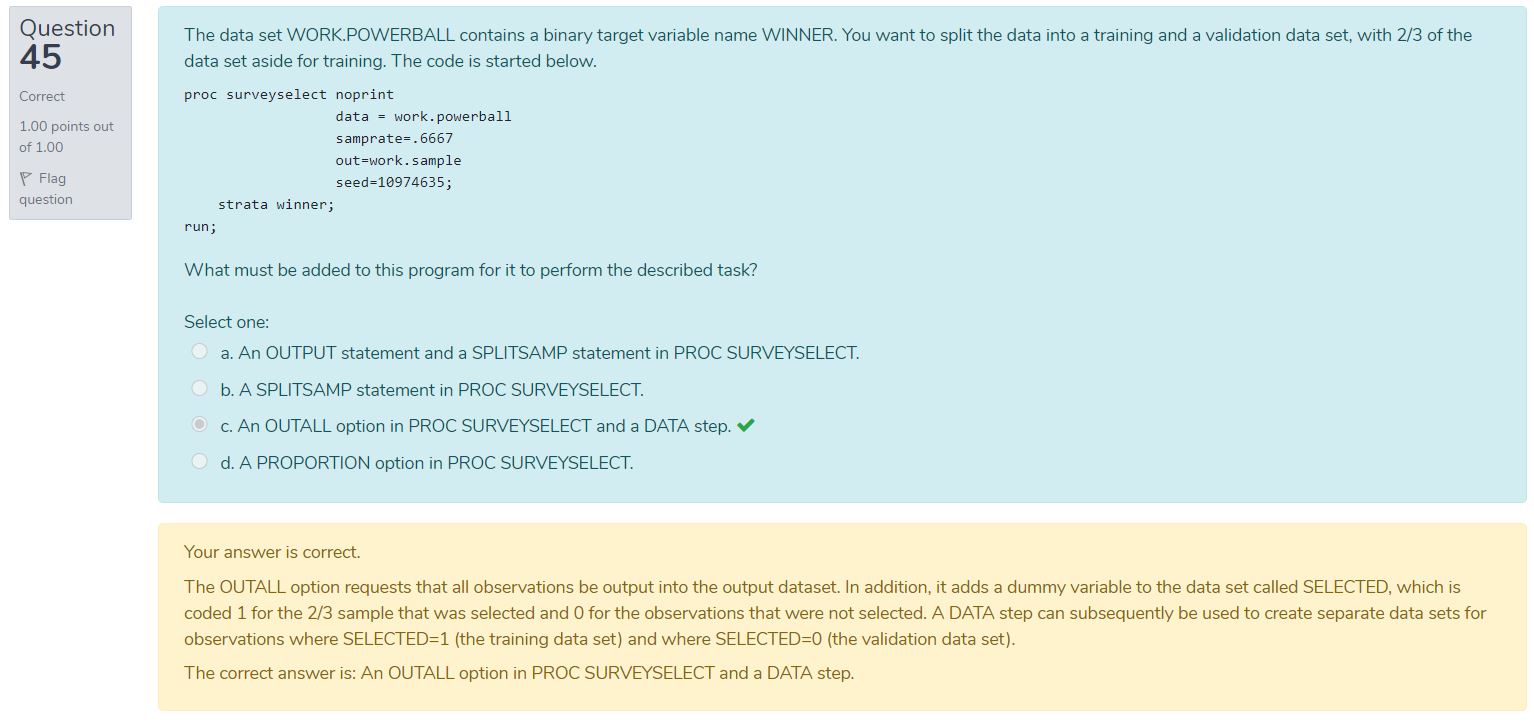 Question
45
Correct
1.00 points out
of 1.00
Flag
question
The data set WORK.POWERBALL contains a binary target variable name WINNER. You want to split the data into a training and a validation data set, with 2/3 of the
data set aside for training. The code is started below.
proc surveyselect noprint
data = work.powerball
samprate=.6667
out=work.sample
seed=10974635;
strata winner;
run;
What must be added to this program for it to perform the described task?
Select one:
a. An OUTPUT statement and a SPLITSAMP statement in PROC SURVEYSELECT.
b. A SPLITSAMP statement in PROC SURVEYSELECT.
c. An OUTALL option in PROC SURVEYSELECT and a DATA step.
d. A PROPORTION option in PROC SURVEYSELECT.
Your answer is correct.
The OUTALL option requests that all observations be output into the output dataset. In addition, it adds a dummy variable to the data set called SELECTED, which is
coded 1 for the 2/3 sample that was selected and 0 for the observations that were not selected. A DATA step can subsequently be used to create separate data sets for
observations where SELECTED=1 (the training data set) and where SELECTED=0 (the validation data set).
The correct answer is: An OUTALL option in PROC SURVEYSELECT and a DATA step.